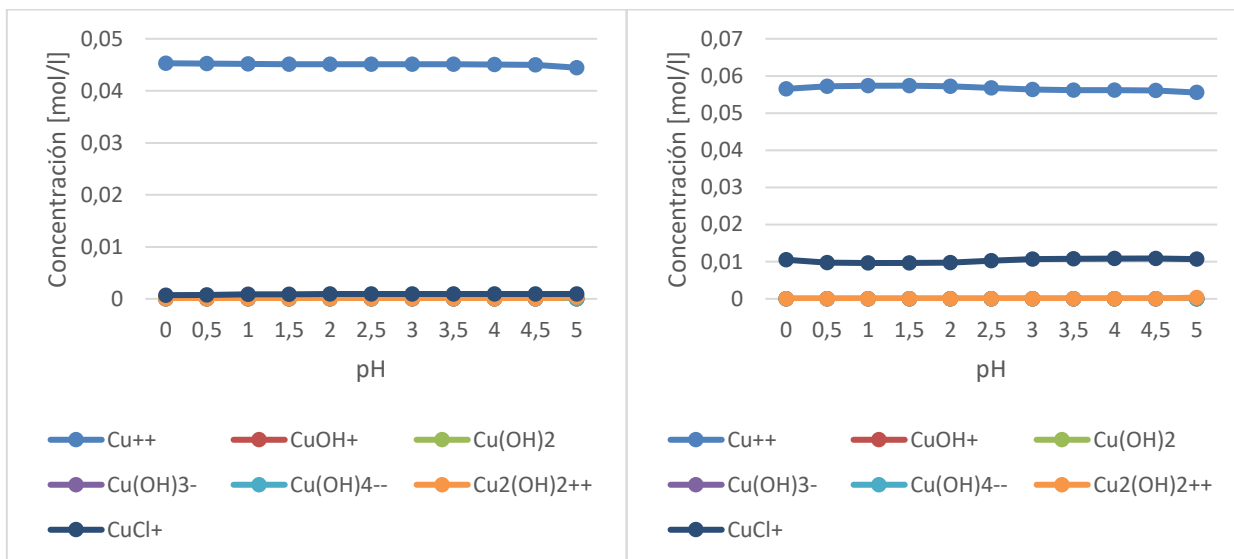 Concentración [mol/l]
0,05
0,04
0,03
0,02
0,01
0
0 0,5 1 1,5 2 2,5 3 3,5 4 4,5 5
pH
Cu++ CuOH+ Cu(OH)2
Cu(OH)3- Cu(OH)4-- Cu2(OH)2++
CuCl+
Concentración [mol/l]
0,07
0,06
0,05
0,04
0,03
0,02
0,01
0
0 0,5 1 1,5 2 2,5 3 3,5 4 4,5 5
pH
Cu++ CuOH+ Cu(OH)2
Cu(OH)3- Cu(OH)4-- Cu2(OH)2++
CuCl+